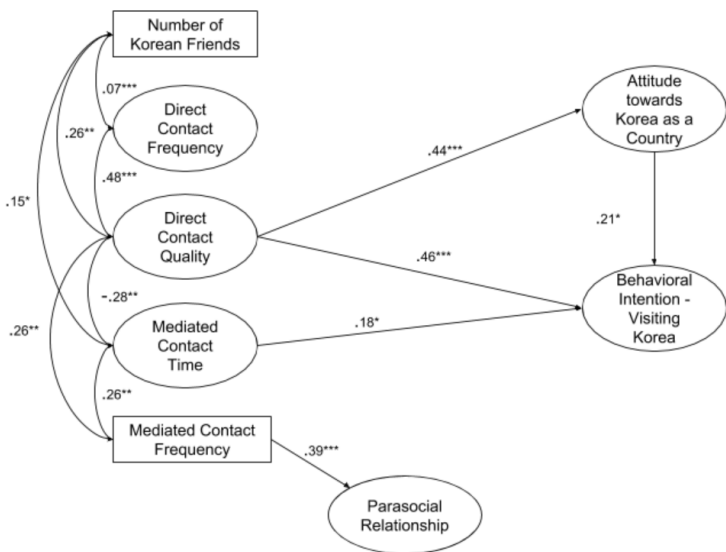 Number of
Korean Friends
.07***
Direct
Contact
Frequency
.26**
.48***
.15*
Direct
Contact
Quality
-.28**
.26**
Mediated
Contact
Time
.26**
Mediated Contact
Frequency
.39***
Parasocial
Relationship
.44***
.46***
.18*
Attitude
towards
Korea as a
Country
.21*
Behavioral
Intention -
Visiting
Korea